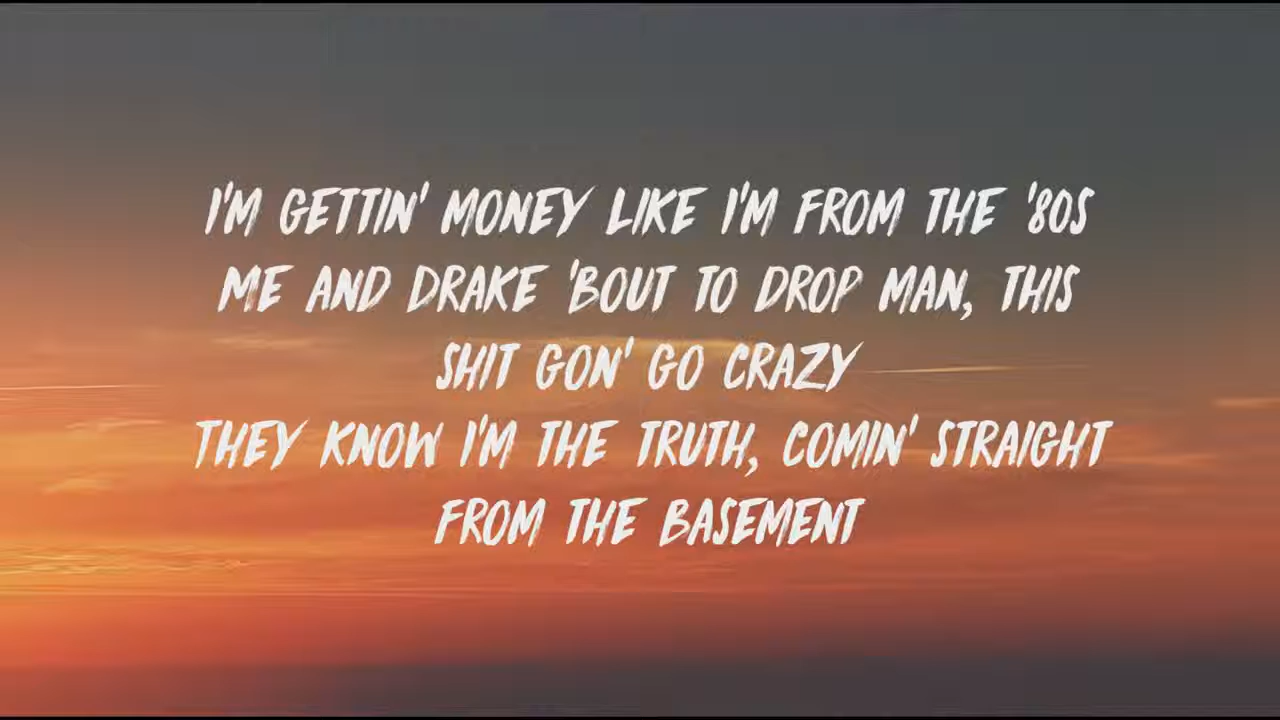 I'M GETTIN' MONEY LIKE I'M FROM THE '80S
ME AND DRAKE 'BOUT TO DROP MAN, THIS
SHIT GON' GO CRAZY
THEY KNOW I'M THE TRUTH, COMIN' STRAIGHT
FROM THE BASEMENT